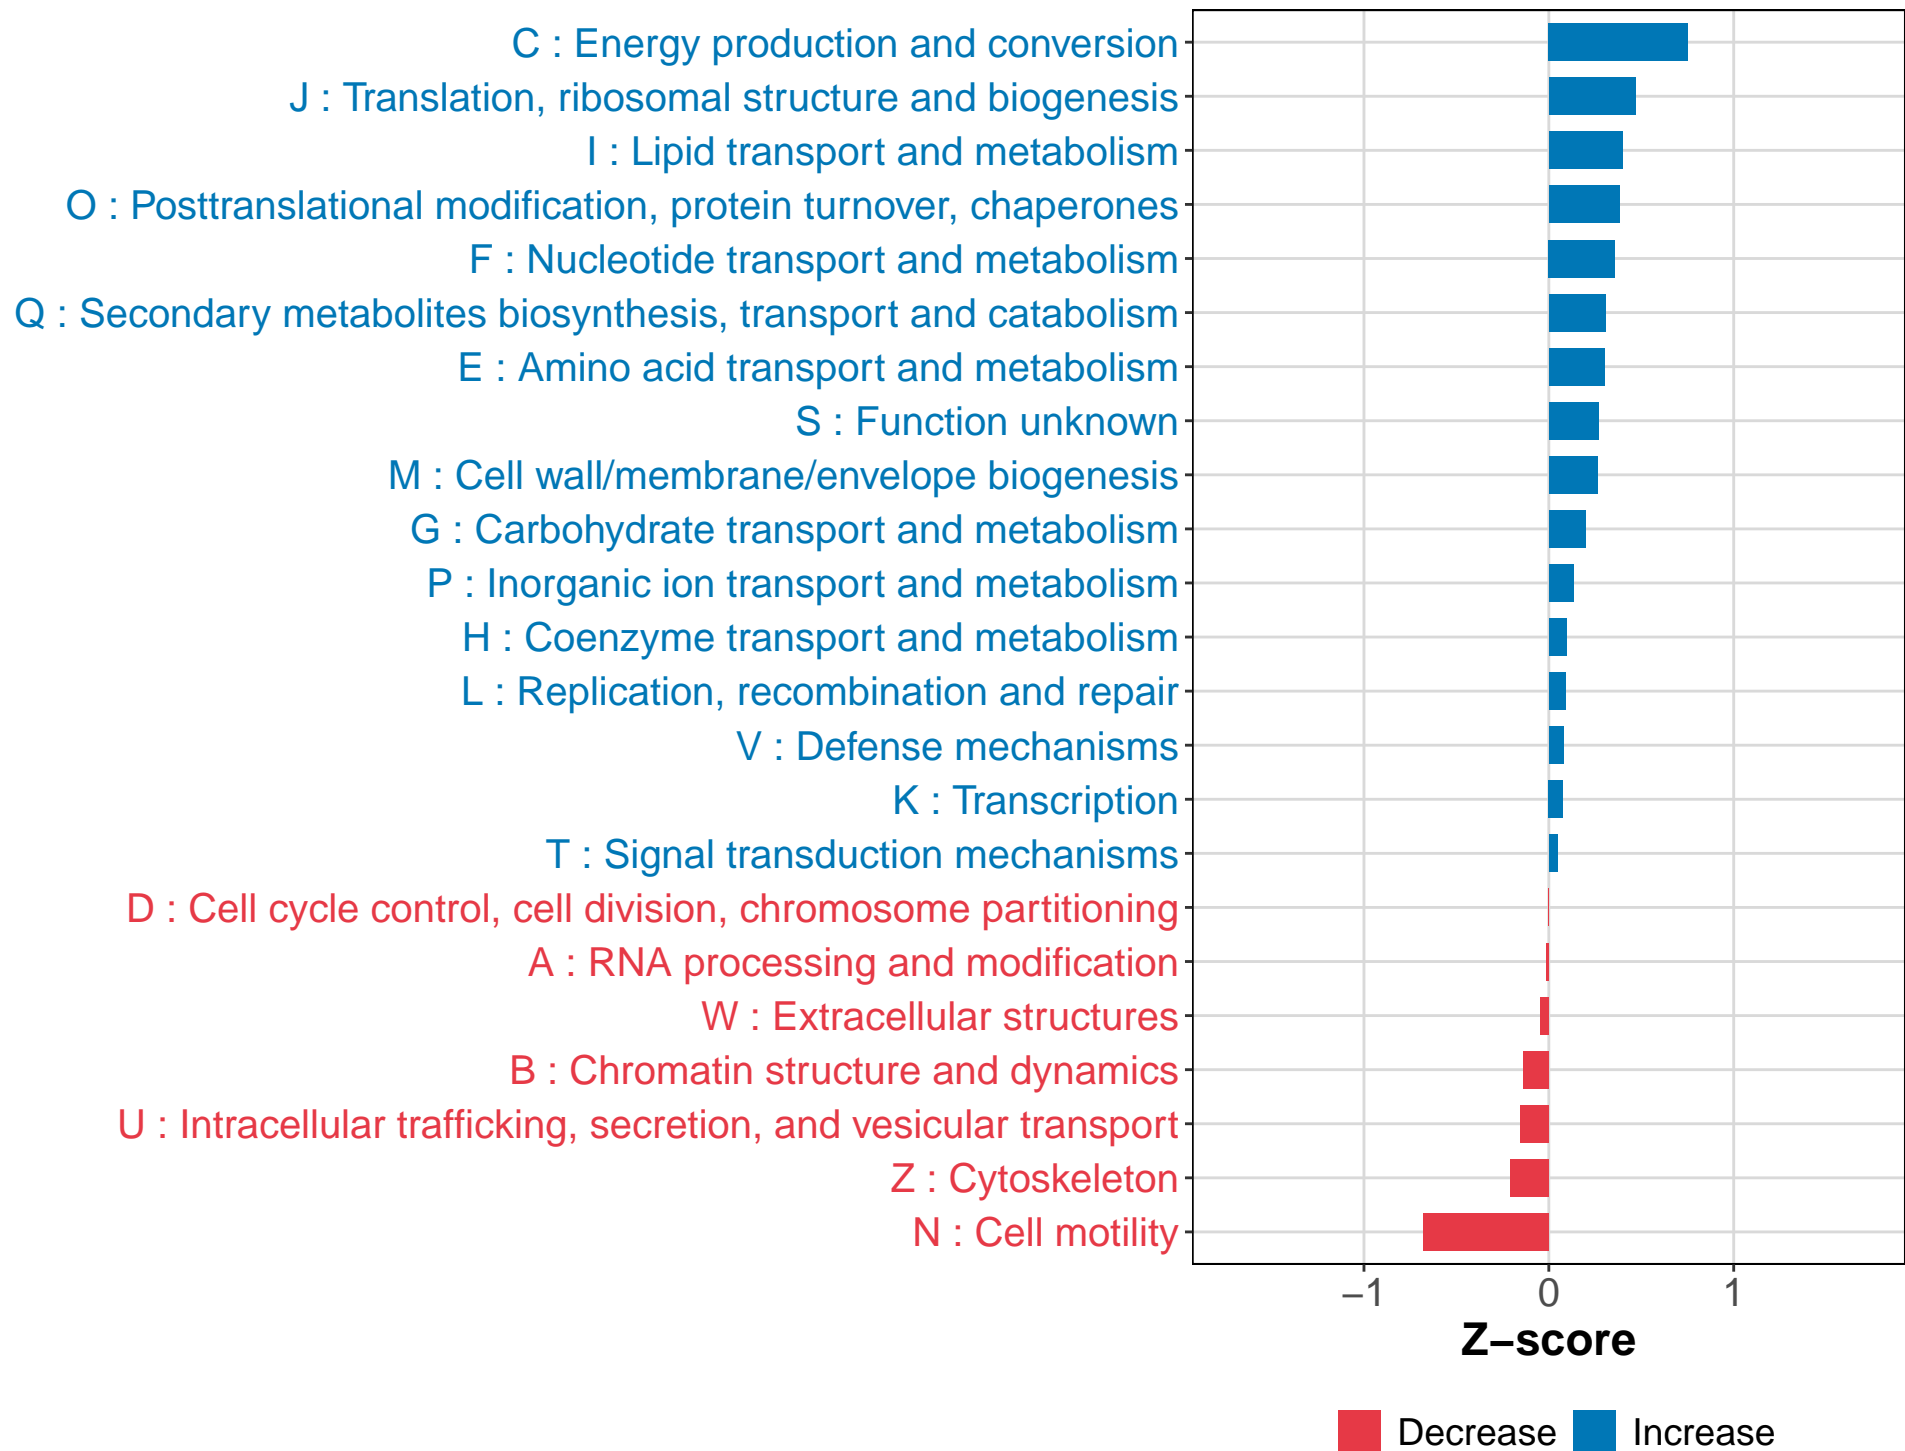 C : Energy production and conversion
J : Translation, ribosomal structure and biogenesis
I : Lipid transport and metabolism
O : Posttranslational modification, protein turnover, chaperones
F : Nucleotide transport and metabolism
Q : Secondary metabolites biosynthesis, transport and catabolism
E : Amino acid transport and metabolism
S : Function unknown
M : Cell wall/membrane/envelope biogenesis
G : Carbohydrate transport and metabolism
P : Inorganic ion transport and metabolism
H : Coenzyme transport and metabolism
L : Replication, recombination and repair
V : Defense mechanisms
K : Transcription
T : Signal transduction mechanisms
D : Cell cycle control, cell division, chromosome partitioning
A : RNA processing and modification
W : Extracellular structures
B : Chromatin structure and dynamics
U : Intracellular trafficking, secretion, and vesicular transport
Z : Cytoskeleton
N : Cell motility
−1 0 1
Z−score
Decrease Increase